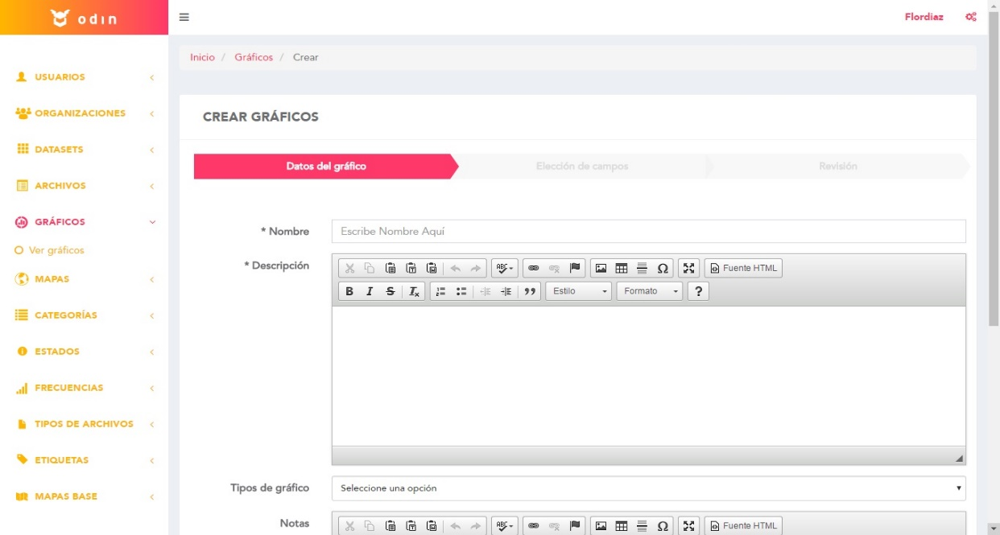 odin
Flordiaz
Inicio / Gráficos / Crear
USUARIOS
ORGANIZACIONES
DATASETS
ARCHIVOS
GRÁFICOS
Ver gráficos
MAPAS
CATEGORÍAS
ESTADOS
FRECUENCIAS
TIPOS DE ARCHIVOS
ETIQUETAS
MAPAS BASE
CREAR GRÁFICOS
Datos del gráfico
Elección de campos
Revisión
* Nombre
Escribe Nombre Aquí
* Descripción
Fuente HTML
Estilo
Formato
Tipos de gráfico
Seleccione una opción
Notas
Fuente HTML